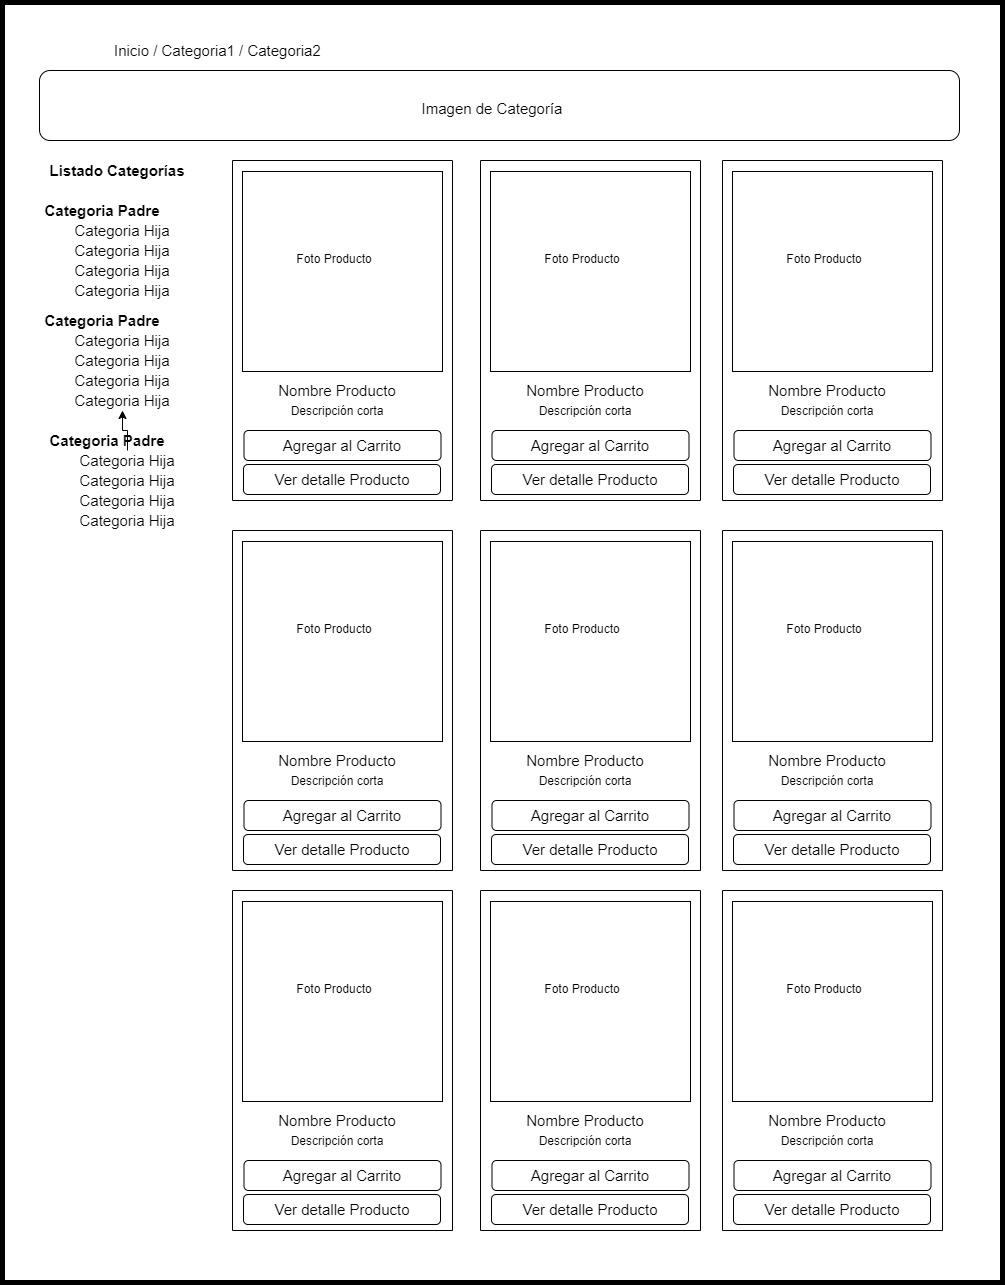 Inicio / Categoria1 / Categoria2
Imagen de Categoría
Listado Categorías
Categoria Padre
Categoria Hija
Categoria Hija
Categoria Hija
Categoria Hija
Categoria Padre
Categoria Hija
Categoria Hija
Categoria Hija
Categoria Hija
Categoria Padre
Categoria Hija
Categoria Hija
Categoria Hija
Categoria Hija
Foto Producto
Nombre Producto
Descripción corta
Agregar al Carrito
Ver detalle Producto
Foto Producto
Nombre Producto
Descripción corta
Agregar al Carrito
Ver detalle Producto
Foto Producto
Nombre Producto
Descripción corta
Agregar al Carrito
Ver detalle Producto
Foto Producto
Nombre Producto
Descripción corta
Agregar al Carrito
Ver detalle Producto
Foto Producto
Nombre Producto
Descripción corta
Agregar al Carrito
Ver detalle Producto
Foto Producto
Nombre Producto
Descripción corta
Agregar al Carrito
Ver detalle Producto
Foto Producto
Nombre Producto
Descripción corta
Agregar al Carrito
Ver detalle Producto
Foto Producto
Nombre Producto
Descripción corta
Agregar al Carrito
Ver detalle Producto
Foto Producto
Nombre Producto
Descripción corta
Agregar al Carrito
Ver detalle Producto